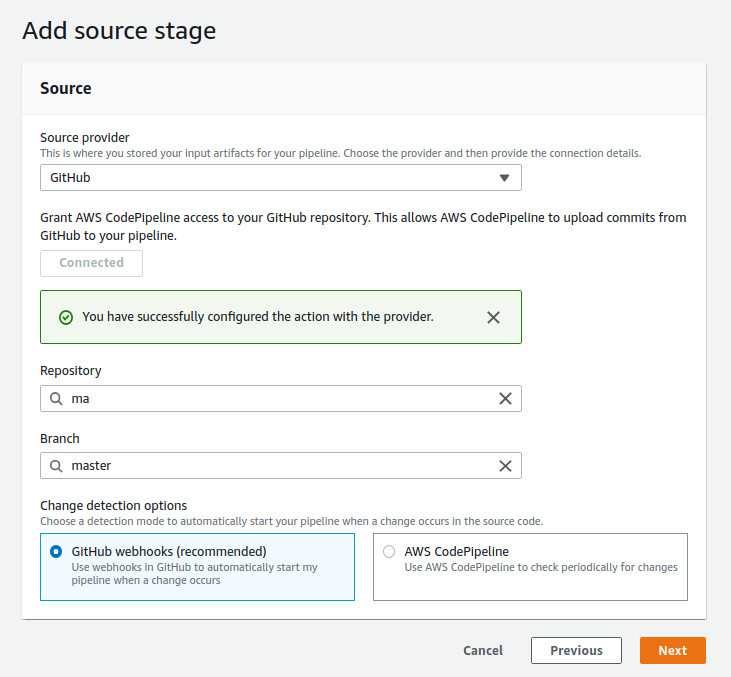 Add source stage
Source
Source provider
This is where you stored your input artifacts for your pipeline. Choose the provider and then provide the connection details.
GitHub
Grant AWS CodePipeline access to your GitHub repository. This allows AWS CodePipeline to upload commits from
GitHub to your pipeline.
Connected
You have successfully configured the action with the provider.
Repository
ma
Branch
master
Change detection options
Choose a detection mode to automatically start your pipeline when a change occurs in the source code.
GitHub webhooks (recommended)
Use webhooks in GitHub to automatically start my
pipeline when a change occurs
AWS CodePipeline
Use AWS CodePipeline to check periodically for changes
Cancel
Previous
Next